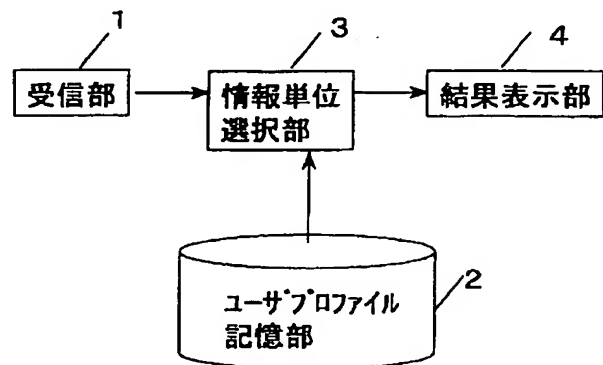 1
3
4
受信部
情報単位
選択部
結果表示部
2
ユーザプロファイル
記憶部